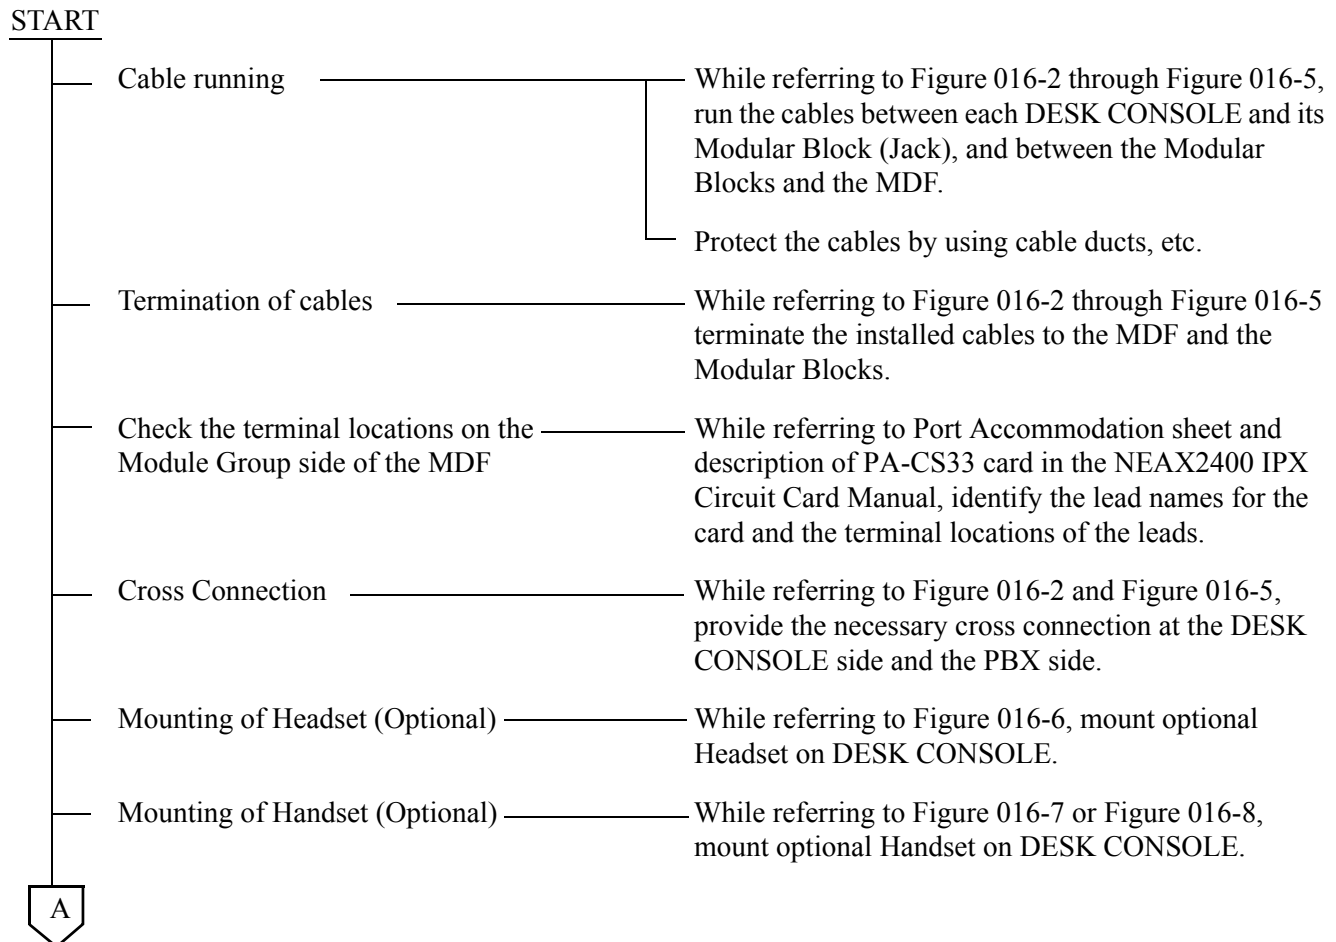 START
Cable running
While referring to Figure 016-2 through Figure 016-5,
run the cables between each DESK CONSOLE and its
Modular Block (Jack), and between the Modular
Blocks and the MDF.
Protect the cables by using cable ducts, etc.
Termination of cables
While referring to Figure 016-2 through Figure 016-5
terminate the installed cables to the MDF and the
Modular Blocks.
Check the terminal locations on the
Module Group side of the MDF
While referring to Port Accommodation sheet and
description of PA-CS33 card in the NEAX2400 IPX
Circuit Card Manual, identify the lead names for the
card and the terminal locations of the leads.
Cross Connection
While referring to Figure 016-2 and Figure 016-5,
provide the necessary cross connection at the DESK
CONSOLE side and the PBX side.
Mounting of Headset (Optional)
While referring to Figure 016-6, mount optional
Headset on DESK CONSOLE.
Mounting of Handset (Optional)
While referring to Figure 016-7 or Figure 016-8,
mount optional Handset on DESK CONSOLE.
A